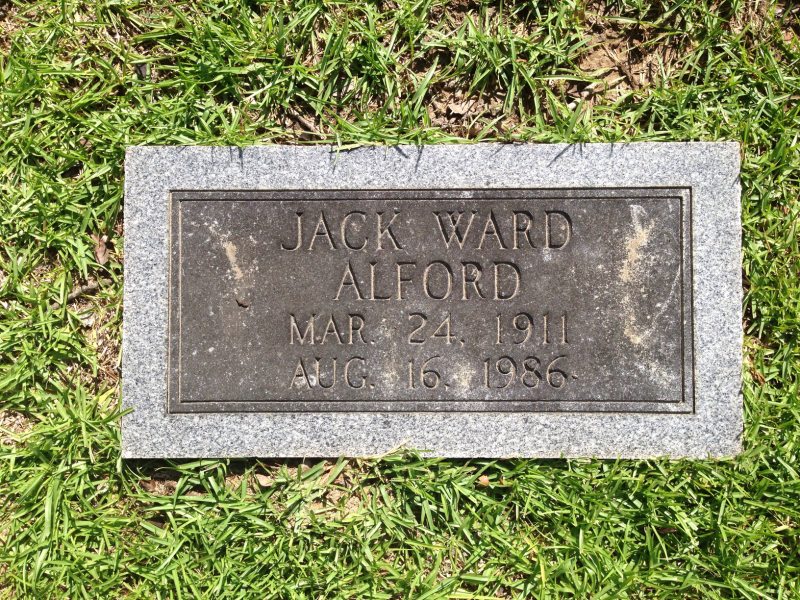 JACK WARD
ALFORD
MAR. 24, 1911
AUG. 16, 1986